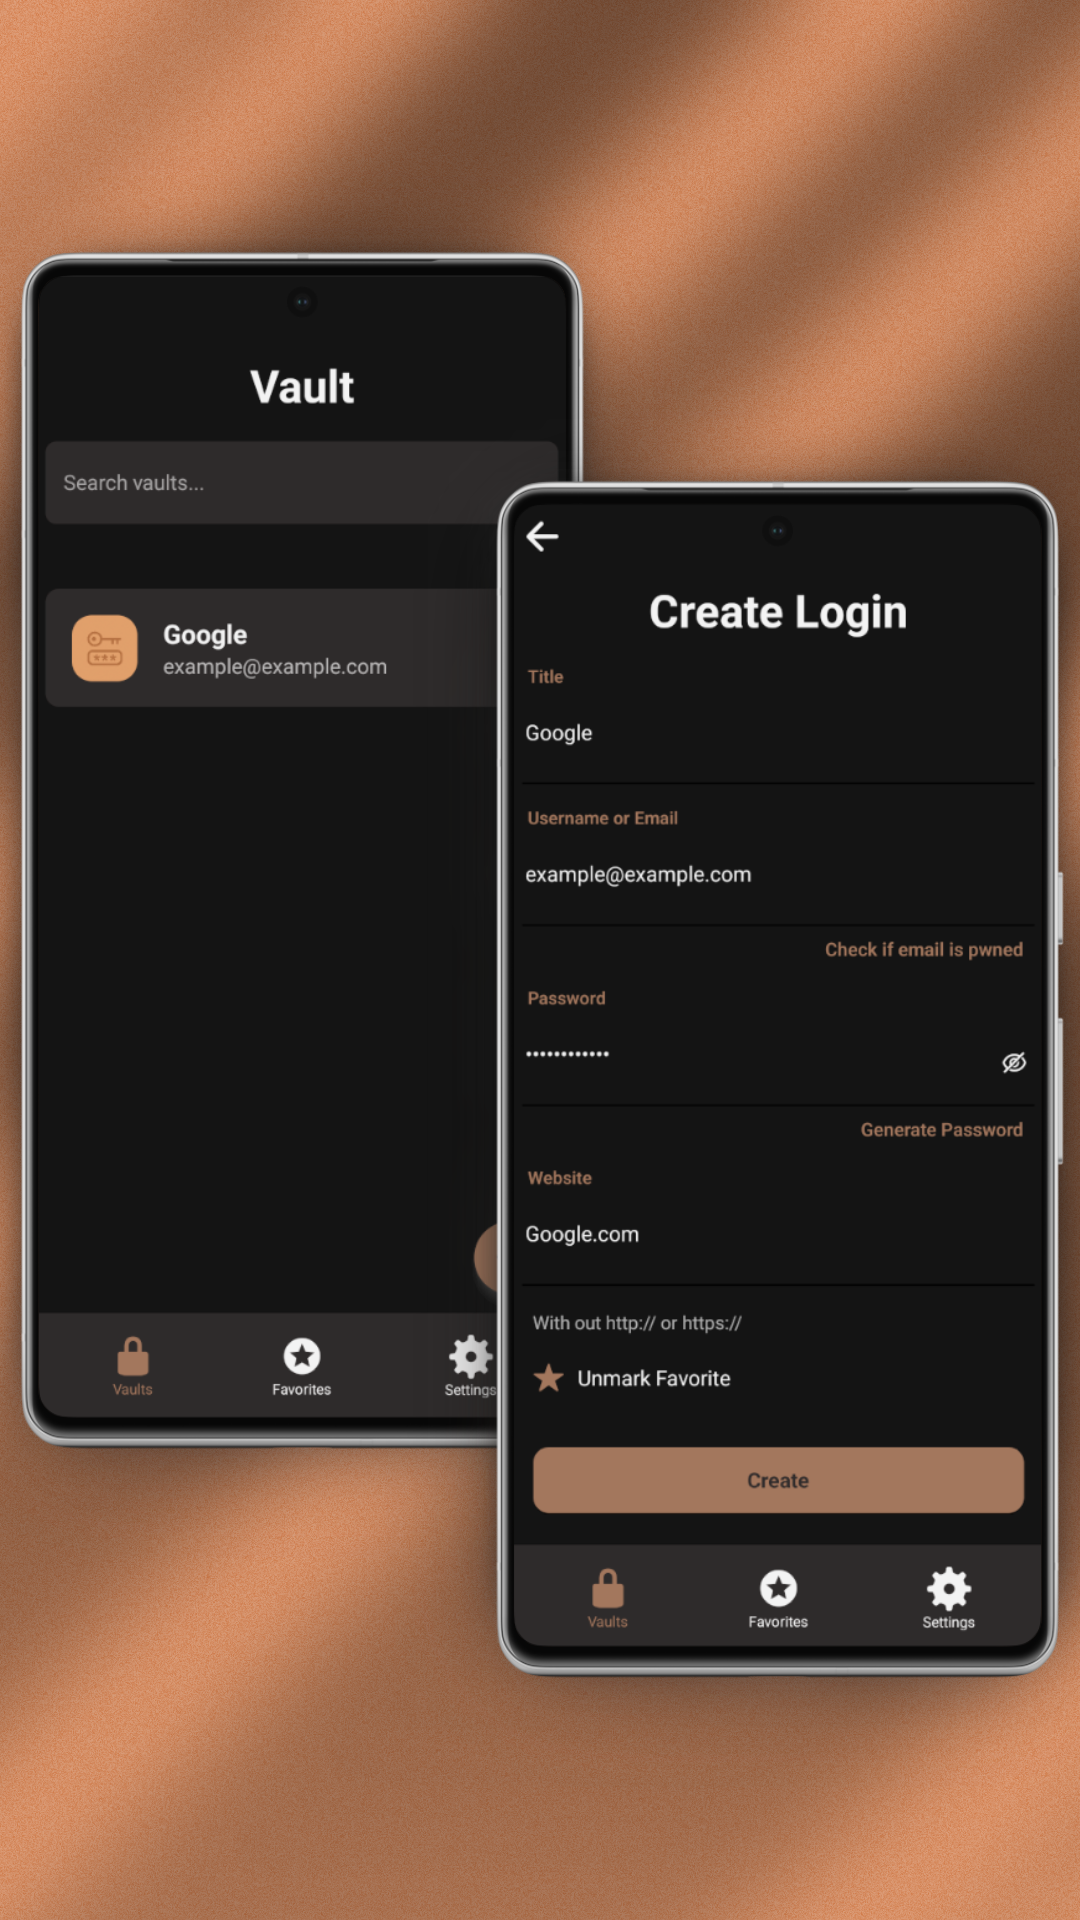 Vault
Search vaults...
Google
example@example.com
Vaults
Favorites
Settings
Create Login
Title
Google
Username or Email
example@example.com
Check if email is pwned
Password
••••••••••••
Generate Password
Website
Google.com
With out http:// or https://
Unmark Favorite
Create
Vaults
Favorites
Settings